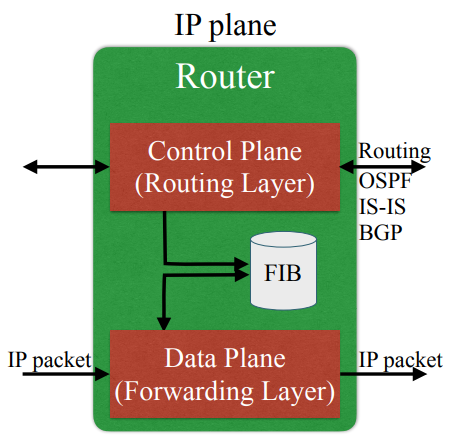 IP plane
Router
Control Plane
(Routing Layer)
Routing
OSPF
IS-IS
BGP
FIB
IP packet
Data Plane
(Forwarding Layer)
IP packet